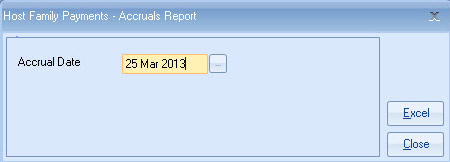 Host Family Payments - Accruals Report
Accrual Date
25 Mar 2013
...
Excel
Close